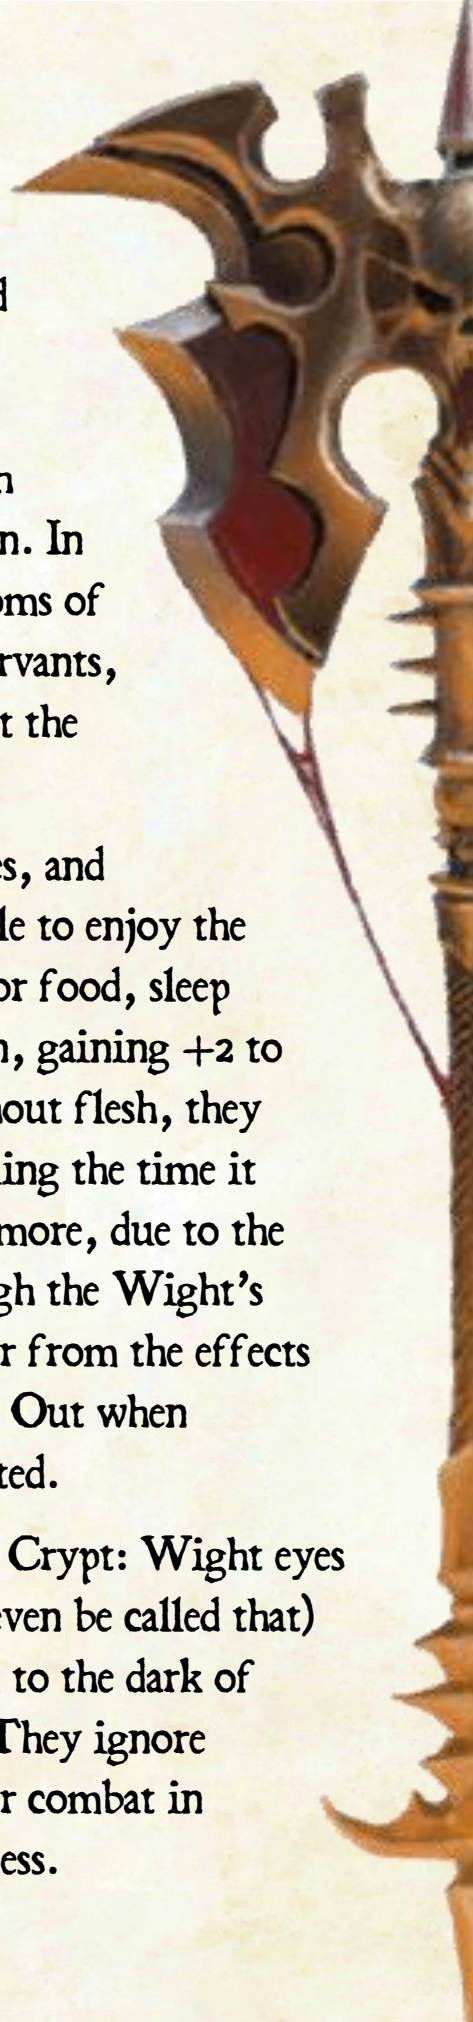 d
n
n. In
oms of
rvants,
t the
es, and
le to enjoy the
or food, sleep
n, gaining +2 to
hout flesh, they
ling the time it
more, due to the
gh the Wight's
r from the effects
Out when
ted.
Crypt: Wight eyes
even be called that)
to the dark of
They ignore
r combat in
ess.